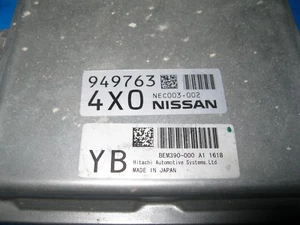 949763
4X0 NEC003-002 NISSAN
YB BEM390-000 A1 1618
Hitachi Automotive Systems, Ltd.
MADE IN JAPAN